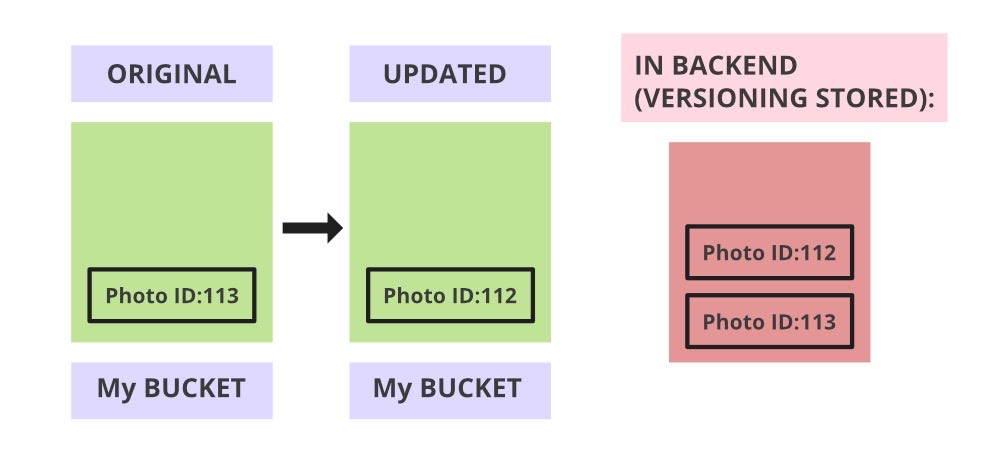 ORIGINAL
UPDATED
IN BACKEND
(VERSIONING STORED):
Photo ID:113
Photo ID:112
Photo ID:112
Photo ID:113
My BUCKET
My BUCKET